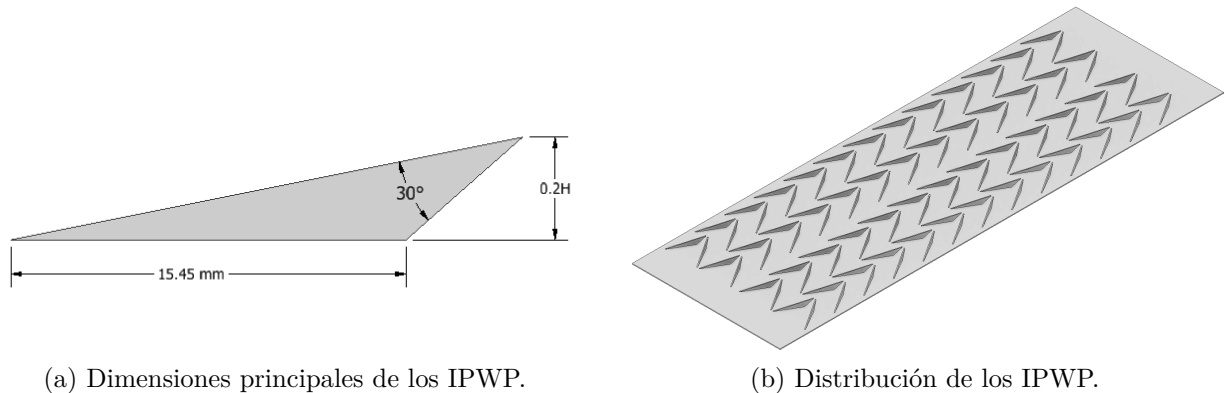 30°
0.2H
15.45 mm
(a) Dimensiones principales de los IPWP.
(b) Distribución de los IPWP.